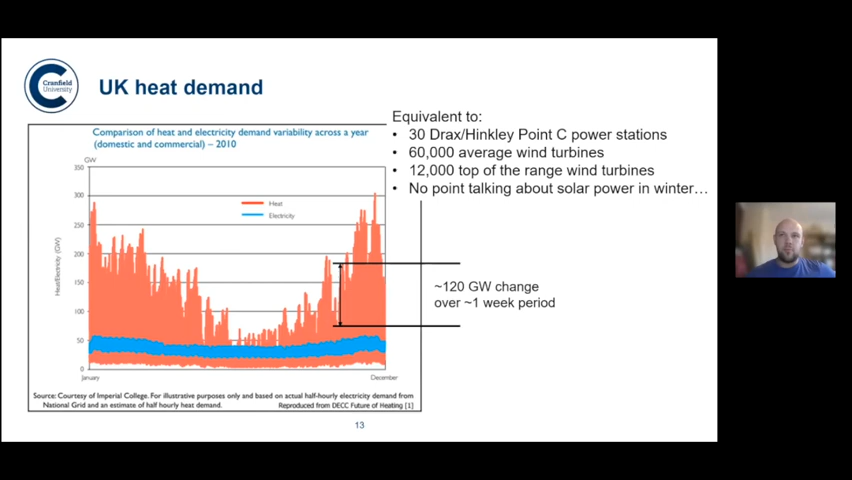 Cranfield
University
UK heat demand
Equivalent to:
• 30 Drax/Hinkley Point C power stations
• 60,000 average wind turbines
• 12,000 top of the range wind turbines
• No point talking about solar power in winter…
Comparison of heat and electricity demand variability across a year
(domestic and commercial) – 2010
GW
350
300
250
200
150
100
50
0
Heat/Electricity (GW)
Heat
Electricity
January
December
~120 GW change
over ~1 week period
Source: Courtesy of Imperial College. For illustrative purposes only and based on actual half-hourly electricity demand from
National Grid and an estimate of half hourly heat demand.
Reproduced from DECC Future of Heating [1]
13